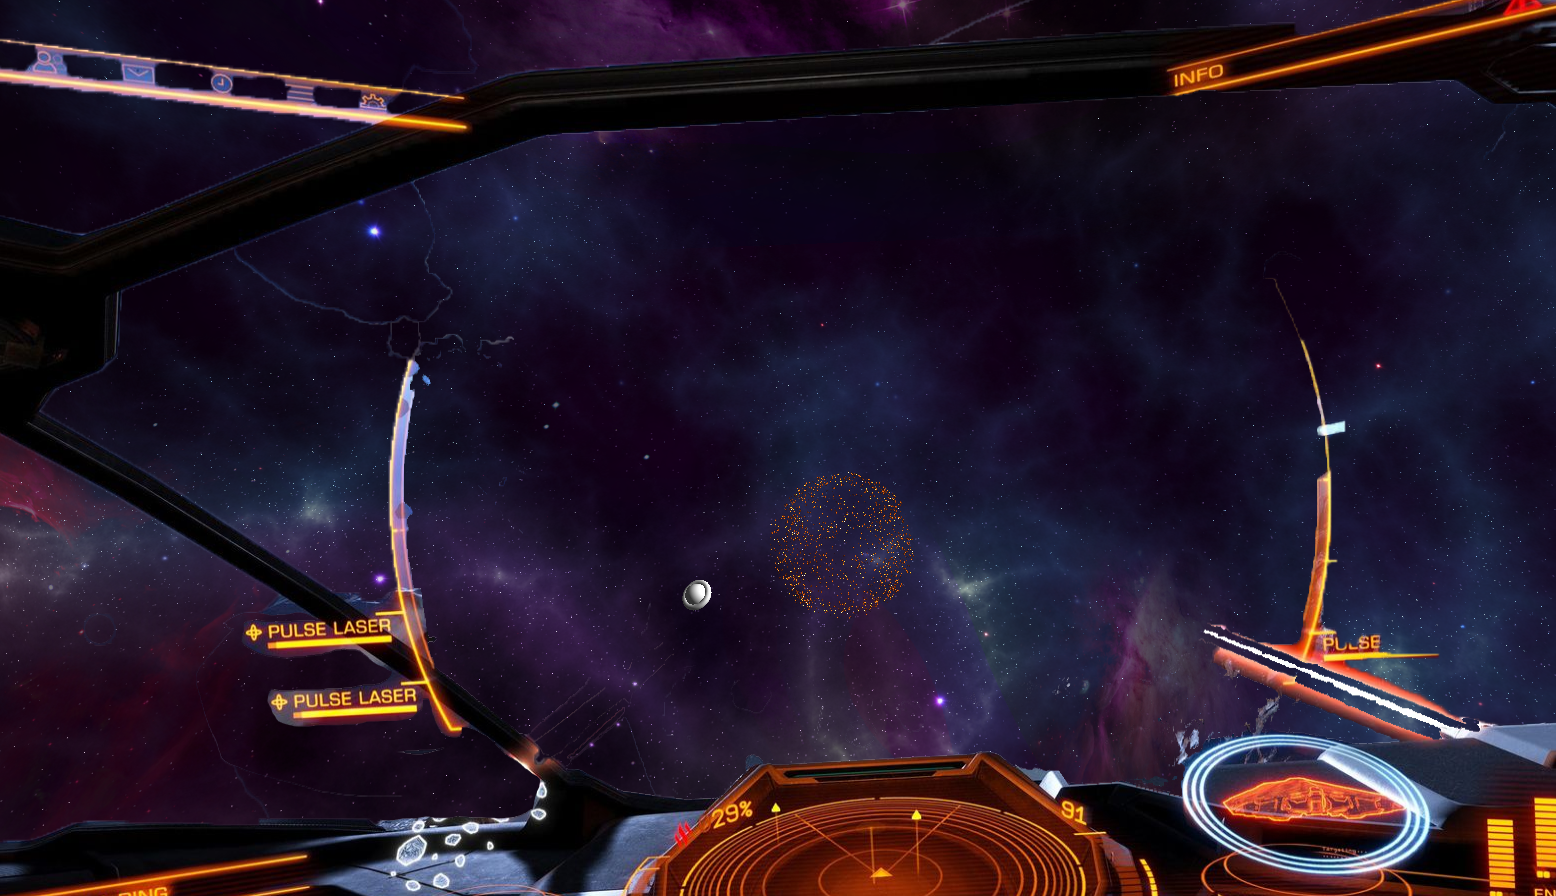 INFO
PULSE LASER
PULSE
PULSE LASER
29%
91